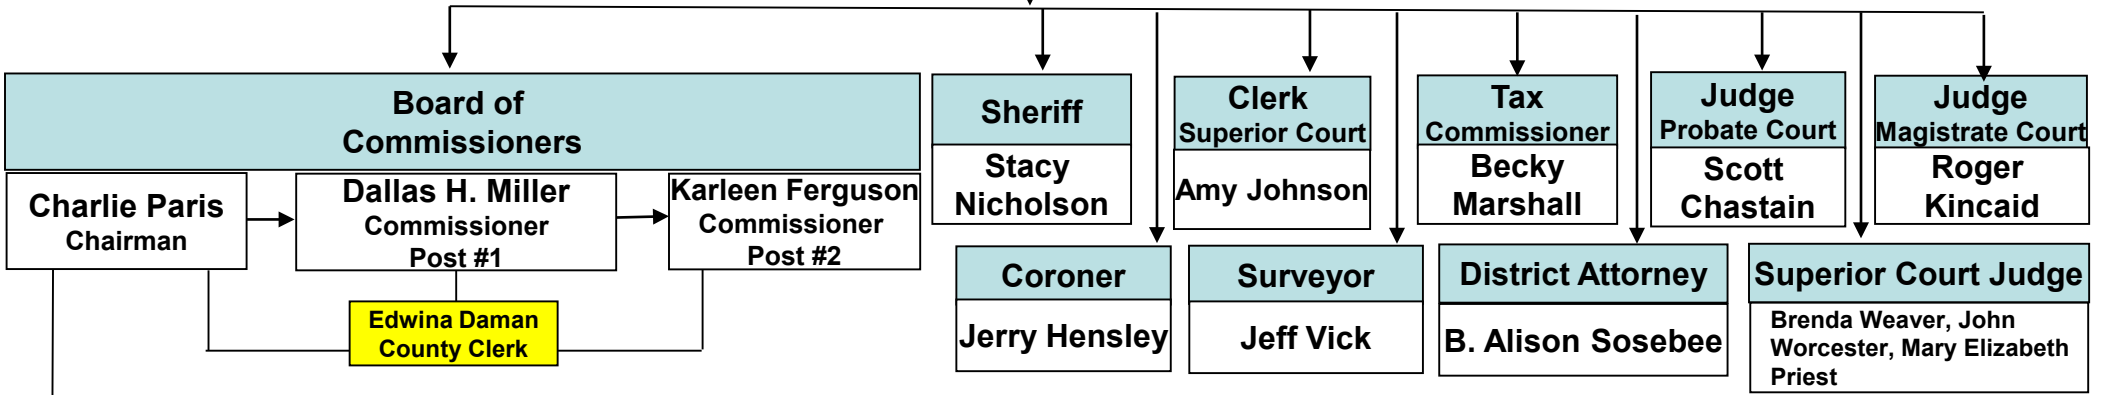 Board of
Commissioners
Charlie Paris
Chairman
Dallas H. Miller
Commissioner
Post #1
Karleen Ferguson
Commissioner
Post #2
Edwina Daman
County Clerk
Sheriff
Stacy
Nicholson
Clerk
Superior Court
Amy Johnson
Tax
Commissioner
Becky
Marshall
Judge
Probate Court
Scott
Chastain
Judge
Magistrate Court
Roger
Kincaid
Coroner
Jerry Hensley
Surveyor
Jeff Vick
District Attorney
B. Alison Sosebee
Superior Court Judge
Brenda Weaver, John
Worcester, Mary Elizabeth
Priest